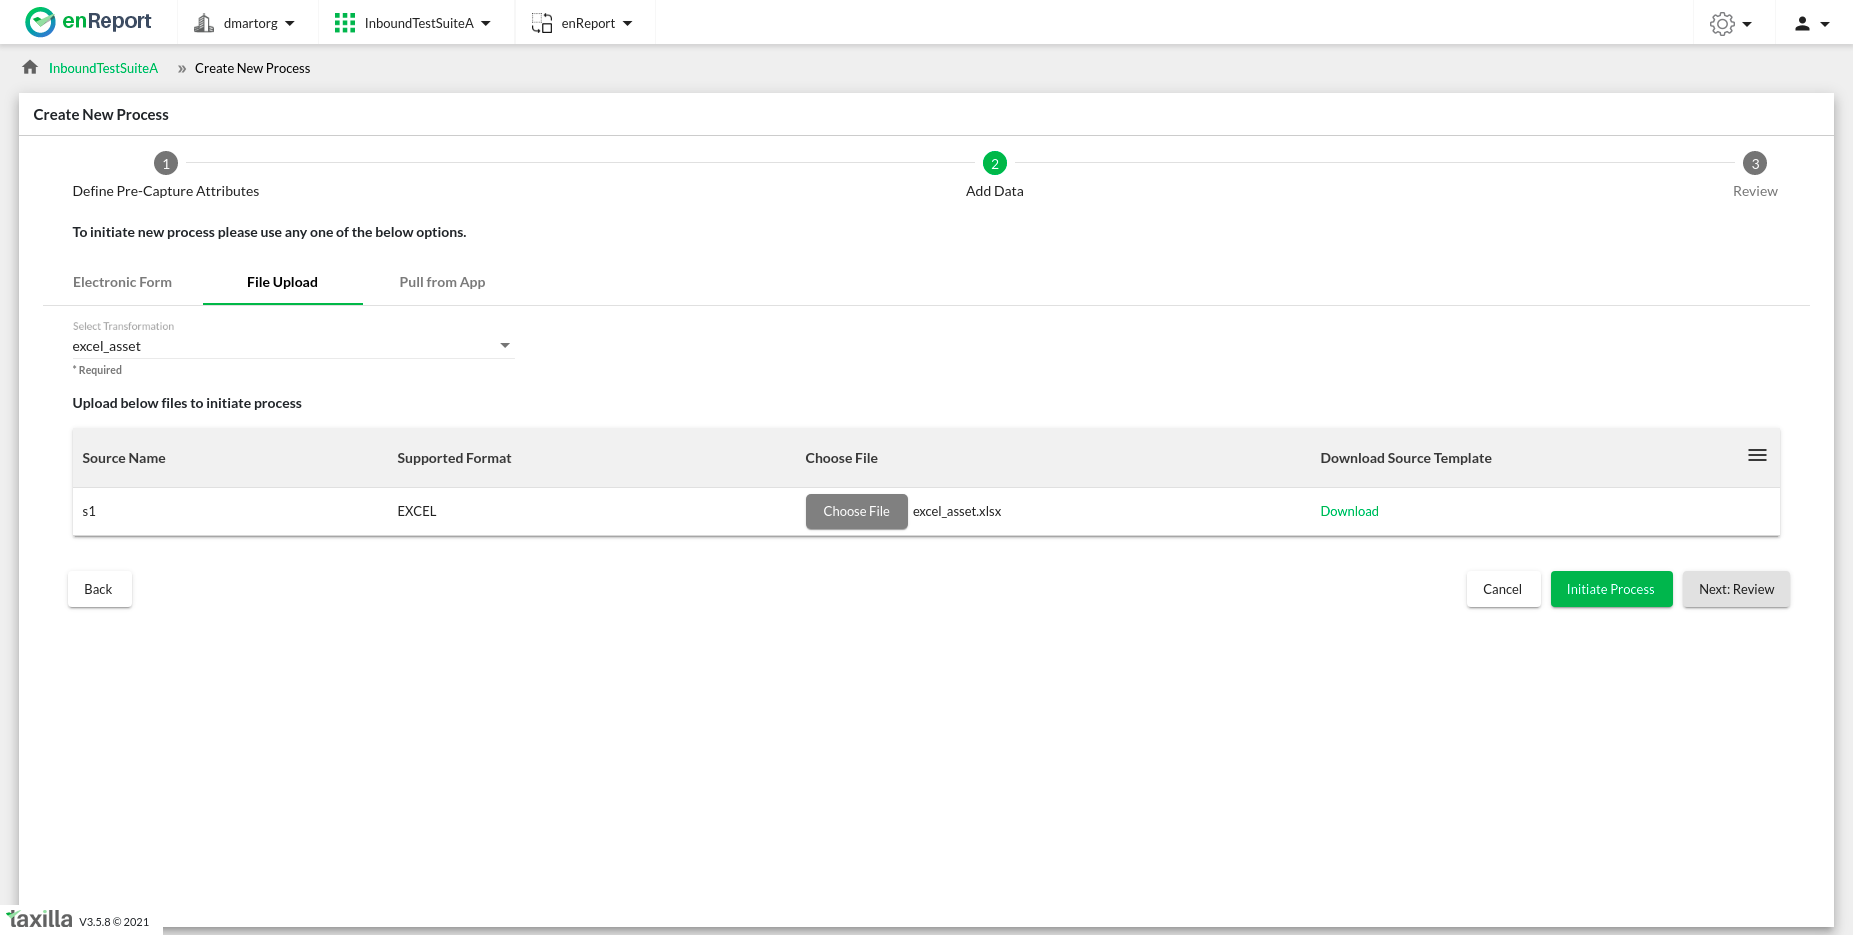 enReport dmartorg InboundTestSuiteA enReport
InboundTestSuiteA » Create New Process
Create New Process
1 2 3
Define Pre-Capture Attributes Add Data Review
To initiate new process please use any one of the below options.
Electronic Form File Upload Pull from App
Select Transformation
excel_asset
* Required
Upload below files to initiate process
Source Name Supported Format Choose File Download Source Template
s1 EXCEL Choose File excel_asset.xlsx Download
Back Cancel Initiate Process Next: Review
taxilla V3.5.8 © 2021